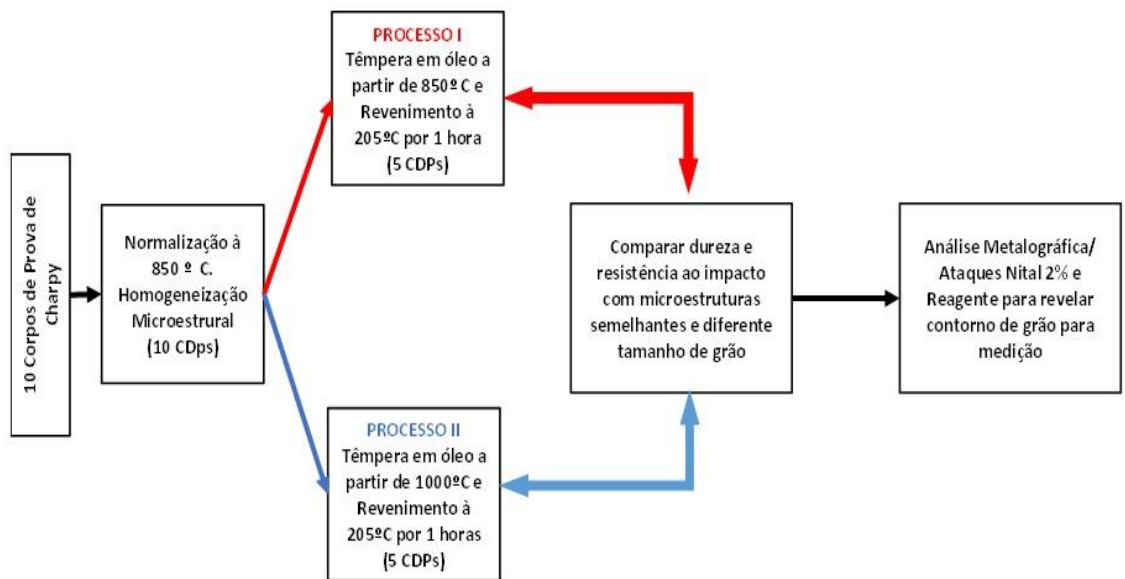 10 Corpos de Prova de
Charpy
Normalização à
850 º C.
Homogeneização
Microestrural
(10 CDps)
PROCESSO I
Têmpera em óleo a
partir de 850º C e
Revenimento à
205ºC por 1 hora
(5 CDPs)
PROCESSO II
Têmpera em óleo a
partir de 1000ºC e
Revenimento à
205ºC por 1 horas
(5 CDPs)
Comparar dureza e
resistência ao impacto
com microestruturas
semelhantes e diferente
tamanho de grão
Análise Metalográfica/
Ataques Nital 2% e
Reagente para revelar
contorno de grão para
medição